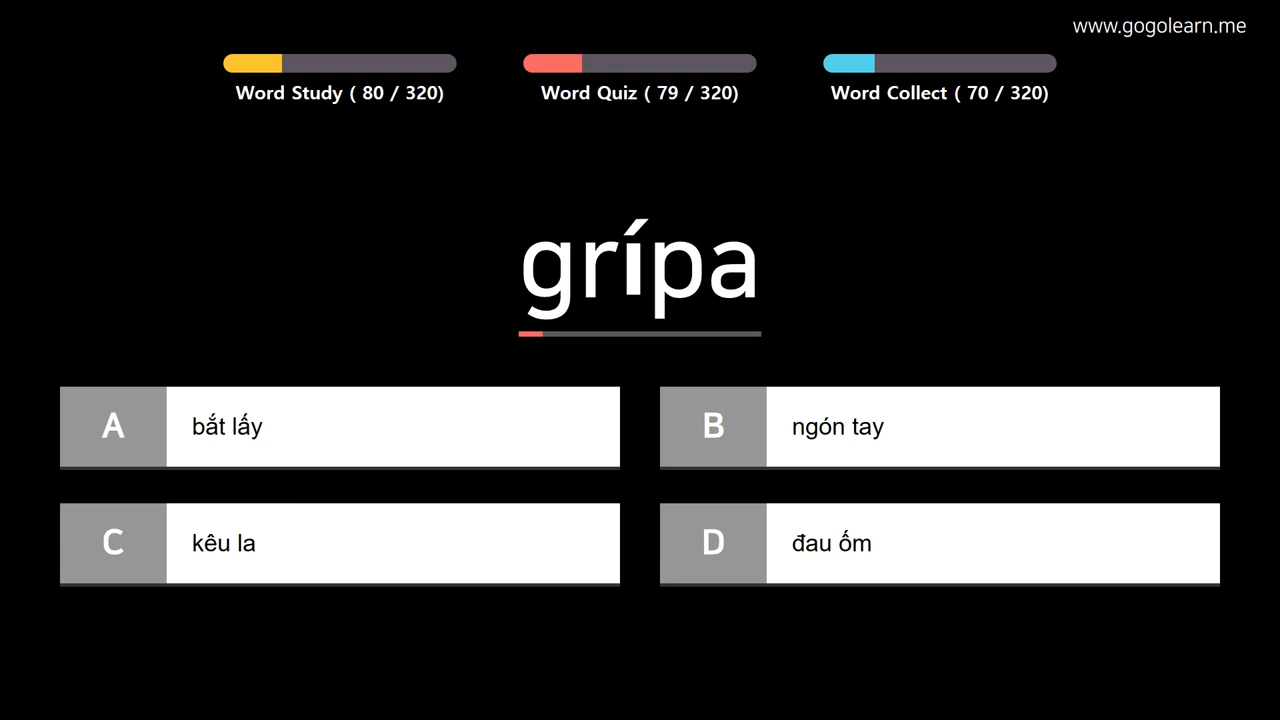 www.gogolearn.me
Word Study ( 80 / 320)
Word Quiz ( 79 / 320)
Word Collect ( 70 / 320)
grípa
A bắt lấy
B ngón tay
C kêu la
D đau ốm